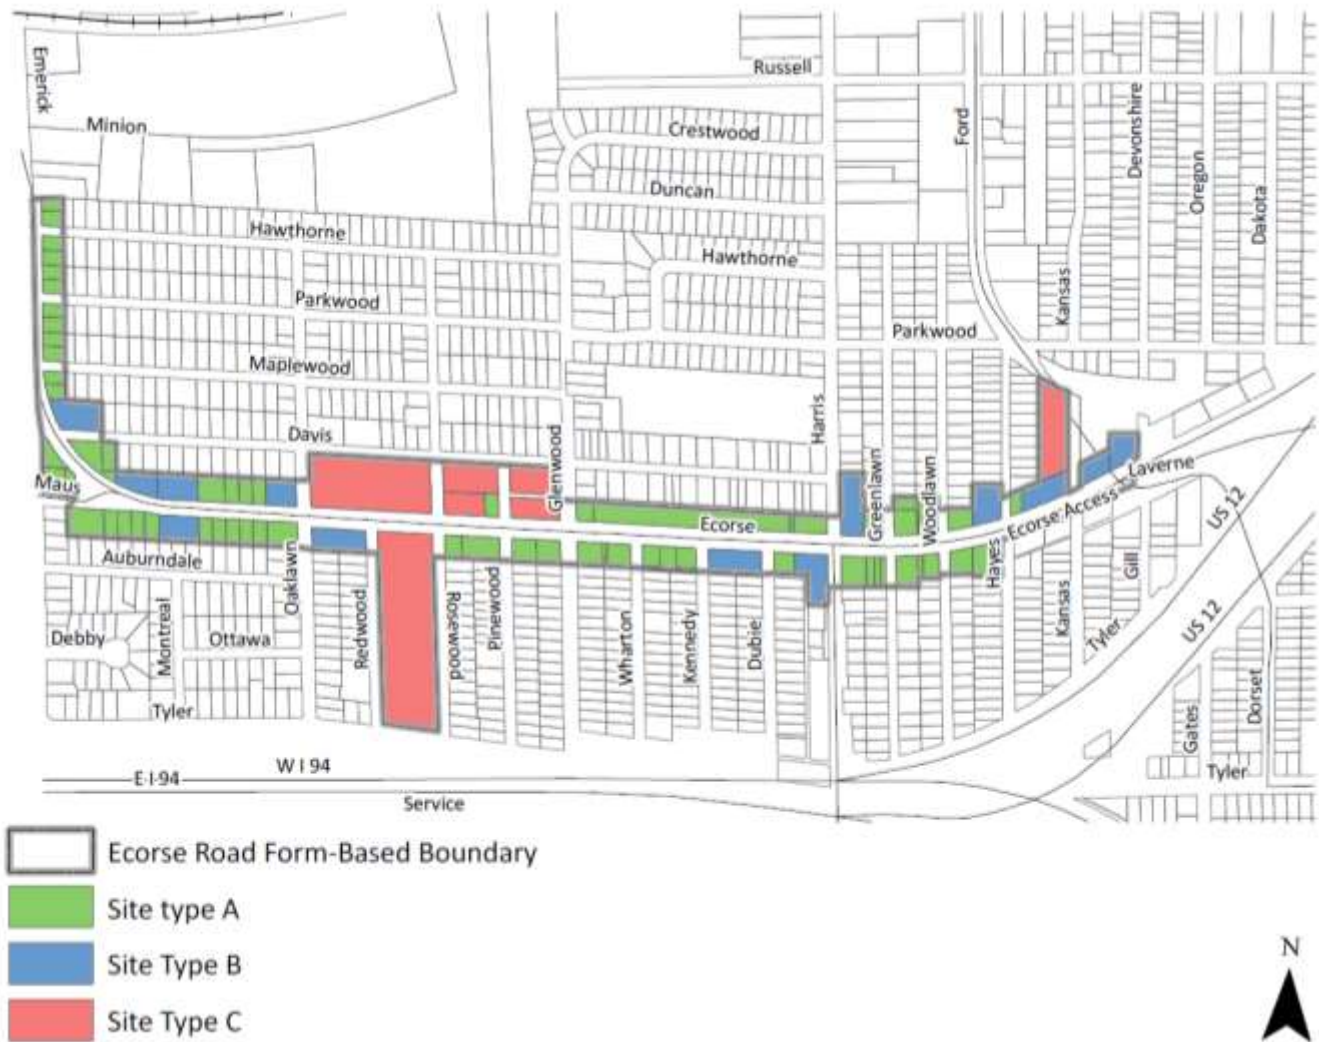 Russell
Emerick
Devonshire
Ford
Minion
Crestwood
Oregon
Duncan
Dakota
Hawthorne
Hawthorne
Kansas
Parkwood
Parkwood
Maplewood
Harris
Davis
Glenwood
Greenlawn
Woodlawn
Laverne
Maus
Ecorse
Ecorse Access
US 12
Auburndale
Oaklawn
Hayes
Gill
Kansas
Redwood
Rosewood
Pinewood
Wharton
Kennedy
Dubie
Debby
Montreal
Ottawa
Tyler
US 12
Tyler
Gates
Dorset
W I 94
E I 94
Tyler
Service
Ecorse Road Form-Based Boundary
Site type A
Site Type B
Site Type C
N